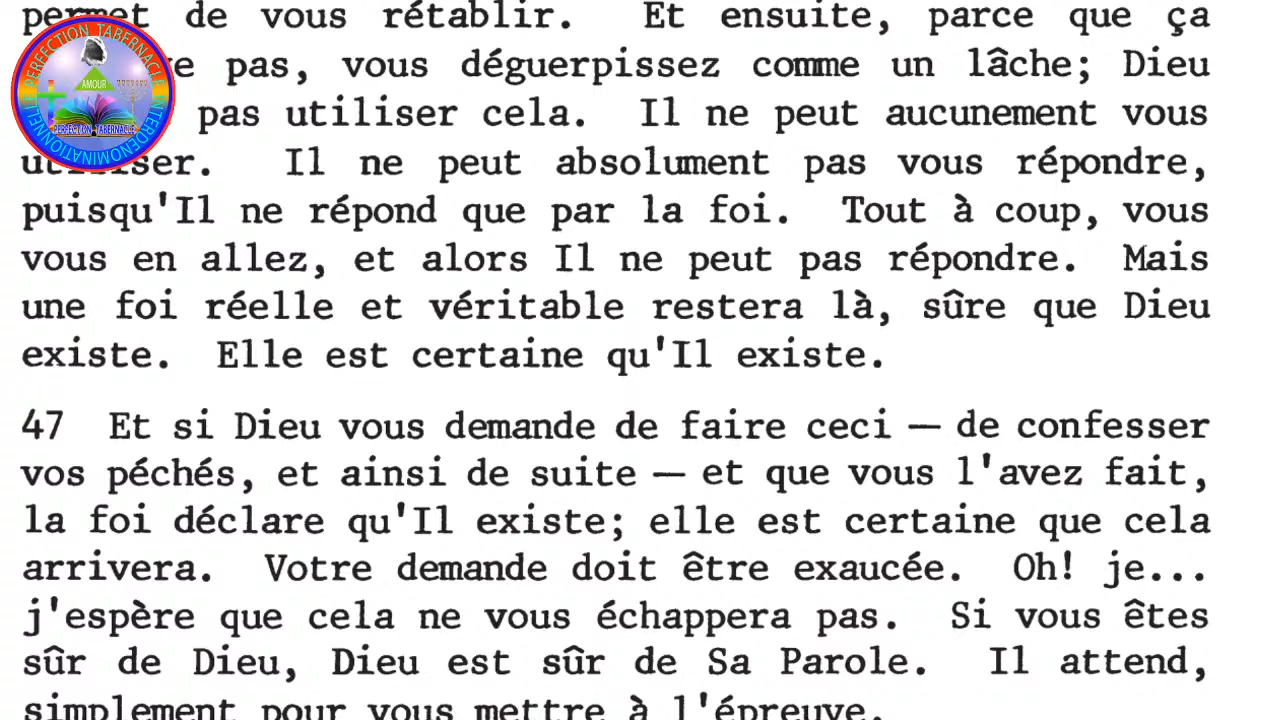 permet de vous rétablir. Et ensuite, parce que ça
pas, vous déguerpissez comme un lâche; Dieu
pas utiliser cela. Il ne peut aucunement vous
utiliser. Il ne peut absolument pas vous répondre,
puisqu'Il ne répond que par la foi. Tout à coup, vous
vous en allez, et alors Il ne peut pas répondre. Mais
une foi réelle et véritable restera là, sûre que Dieu
existe. Elle est certaine qu'Il existe.
47 Et si Dieu vous demande de faire ceci — de confesser
vos péchés, et ainsi de suite — et que vous l'avez fait,
la foi déclare qu'Il existe; elle est certaine que cela
arrivera. Votre demande doit être exaucée. Oh! je...
j'espère que cela ne vous échappera pas. Si vous êtes
sûr de Dieu, Dieu est sûr de Sa Parole. Il attend,
simplement pour vous mettre à l'épreuve.
PERFECTION TABERNACLE INTERDENOMINATIONNEL
AMOUR
PERFECTION TABERNACLE